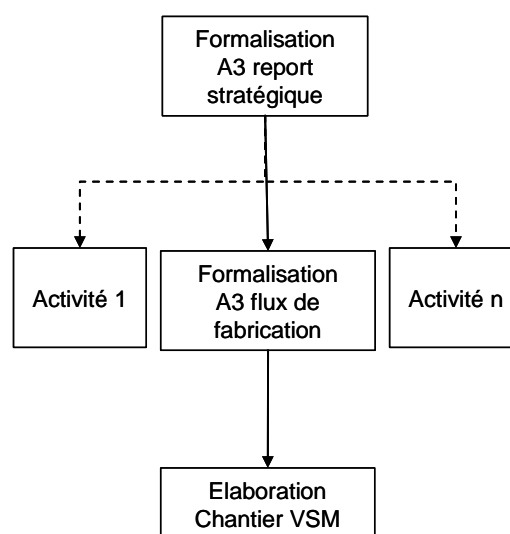 Formalisation
A3 report
stratégique
Activité 1
Formalisation
A3 flux de
fabrication
Activité n
Elaboration
Chantier VSM